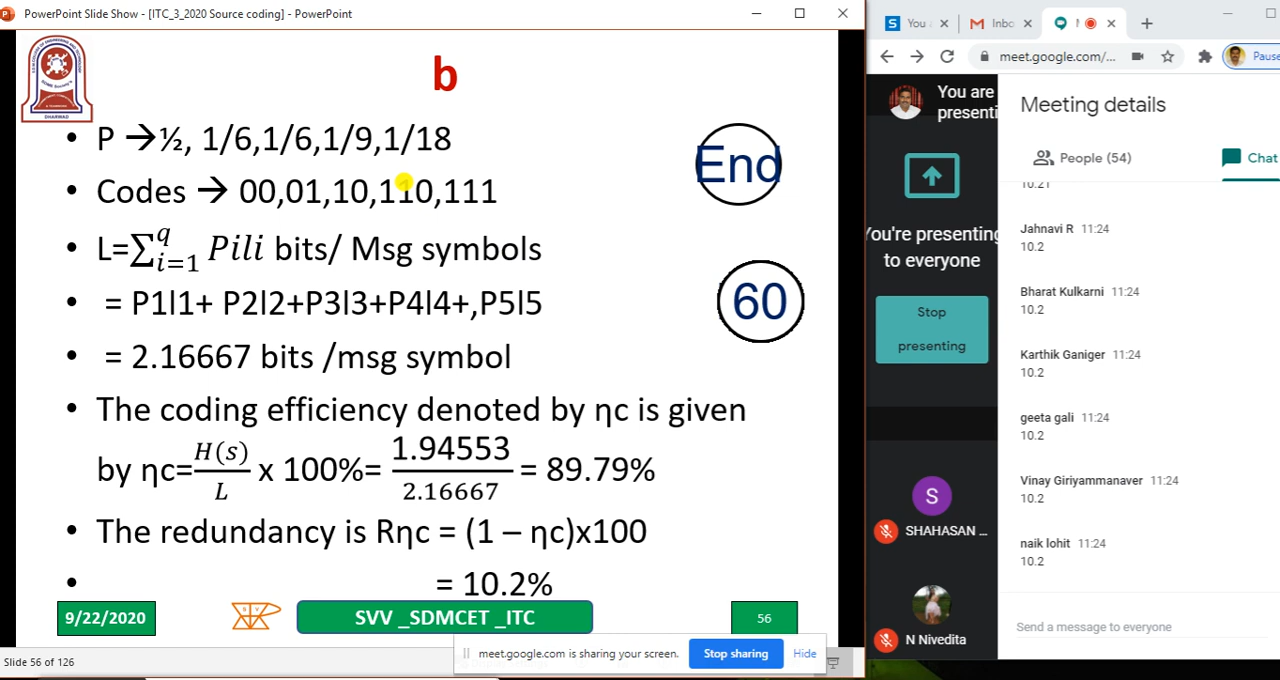 PowerPoint Slide Show - [ITC_3_2020 Source coding] - PowerPoint
b
• P →½, 1/6,1/6,1/9,1/18
• Codes → 00,01,10,110,111
• L=∑ᵢ₌₁^q Pili bits/ Msg symbols
• = P1l1+ P2l2+P3l3+P4l4+,P5l5
• = 2.16667 bits /msg symbol
• The coding efficiency denoted by ηc is given
by ηc=H(s)/L x 100%= 1.94553/2.16667 = 89.79%
• The redundancy is Rηc = (1 – ηc)x100
• = 10.2%
End
60
DHARWAD
9/22/2020
SVV _SDMCET _ITC
56
Slide 56 of 126
meet.google.com is sharing your screen.
Stop sharing
Hide
You a
Inbo
meet.google.com/...
Pause
You are
presenti
You're presenting
to everyone
Stop
presenting
S
SHAHASAN ...
N Nivedita
Meeting details
People (54)
Chat
10.21
Jahnavi R 11:24
10.2
Bharat Kulkarni 11:24
10.2
Karthik Ganiger 11:24
10.2
geeta gali 11:24
10.2
Vinay Giriyammanaver 11:24
10.2
naik lohit 11:24
10.2
Send a message to everyone